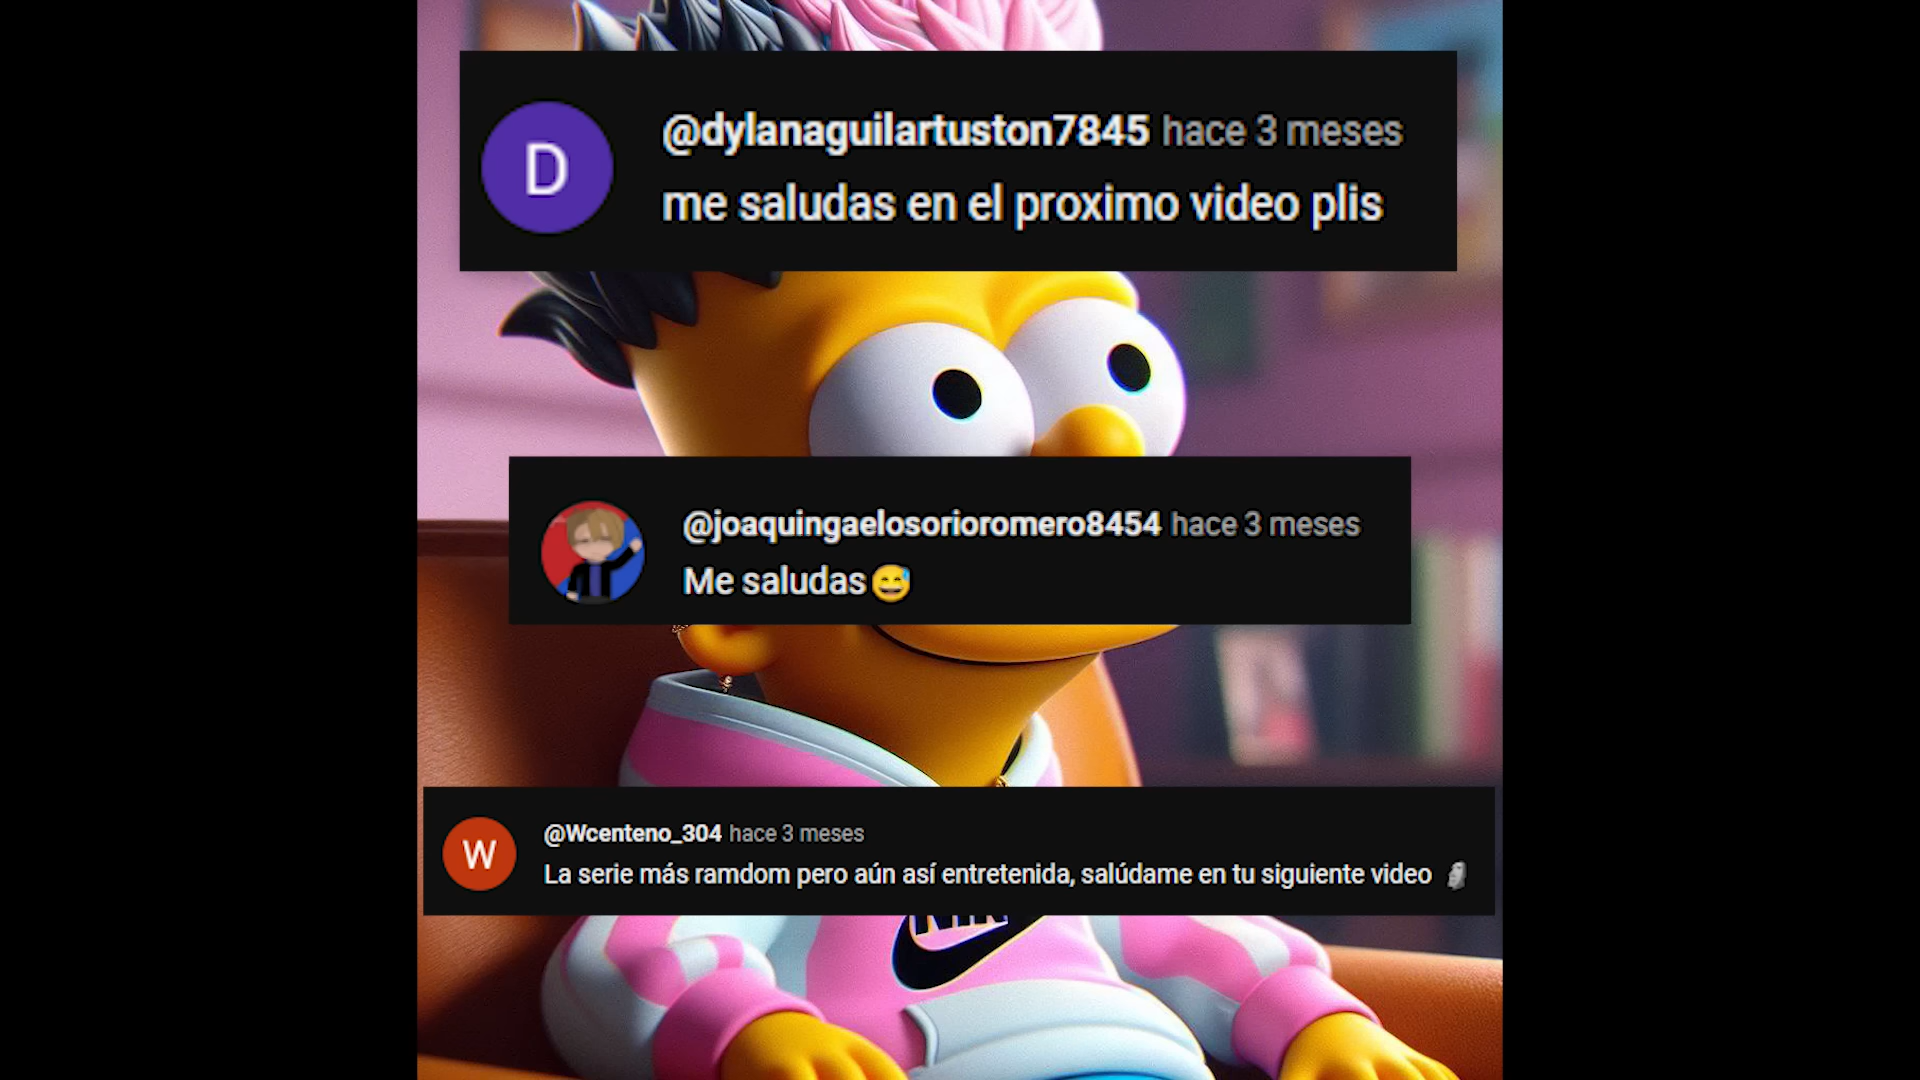 D
@dylanaguilartuston7845 hace 3 meses
me saludas en el proximo video plis
@joaquingaelosorioromero8454 hace 3 meses
Me saludas😅
W
@Wcenteno_304 hace 3 meses
La serie más ramdom pero aún así entretenida, salúdame en tu siguiente video 🗿